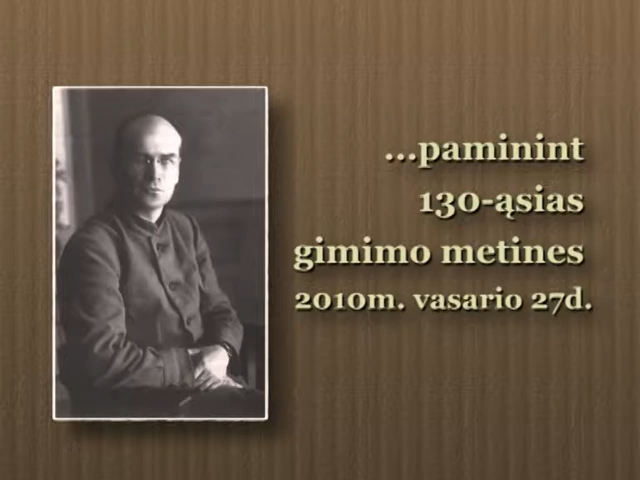 ...paminint
130-ąsias
gimimo metines
2010m. vasario 27d.